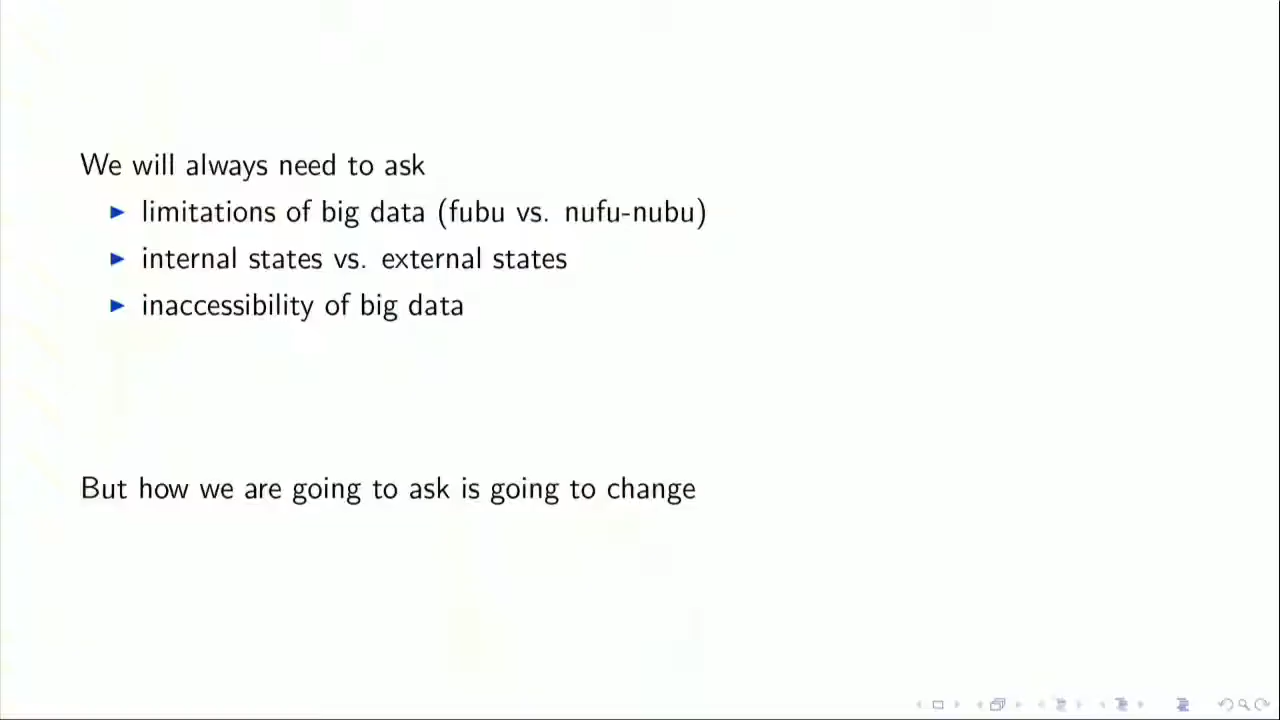 We will always need to ask
▶ limitations of big data (fubu vs. nufu-nubu)
▶ internal states vs. external states
▶ inaccessibility of big data
But how we are going to ask is going to change